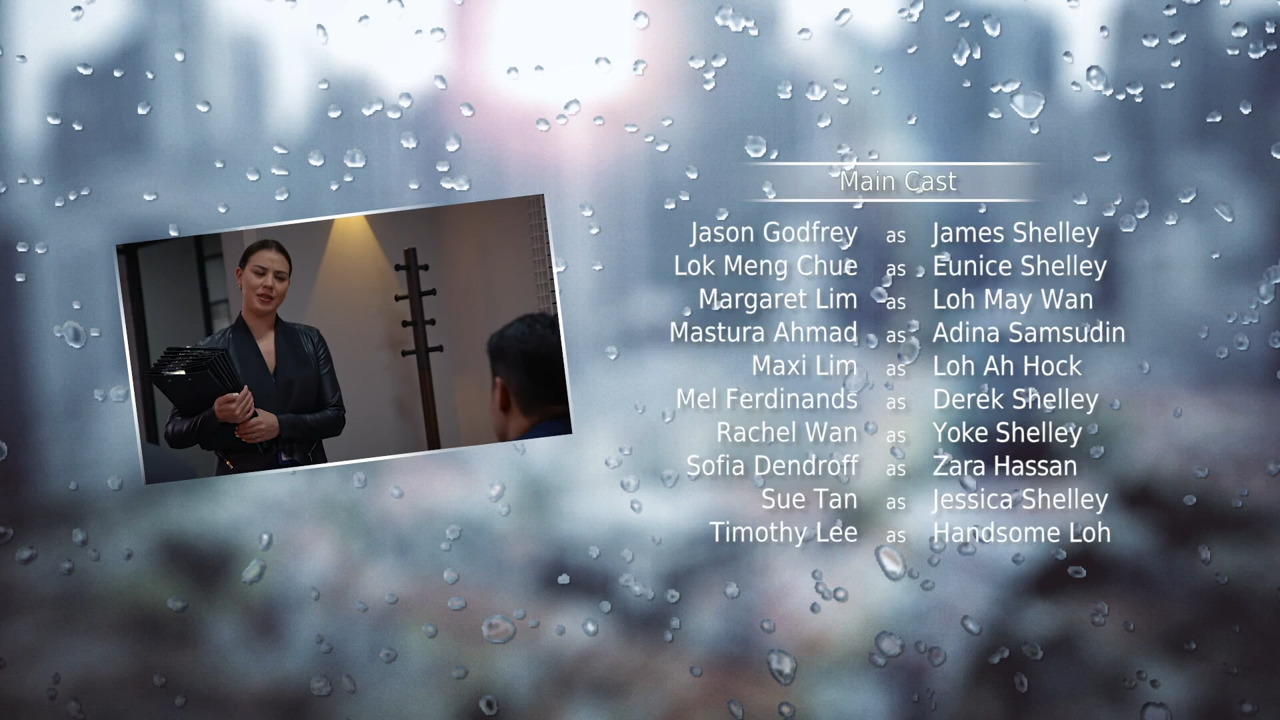 Main Cast
Jason Godfrey as James Shelley
Lok Meng Chue as Eunice Shelley
Margaret Lim as Loh May Wan
Mastura Ahmad as Adina Samsudin
Maxi Lim as Loh Ah Hock
Mel Ferdinands as Derek Shelley
Rachel Wan as Yoke Shelley
Sofia Dendroff as Zara Hassan
Sue Tan as Jessica Shelley
Timothy Lee as Handsome Loh